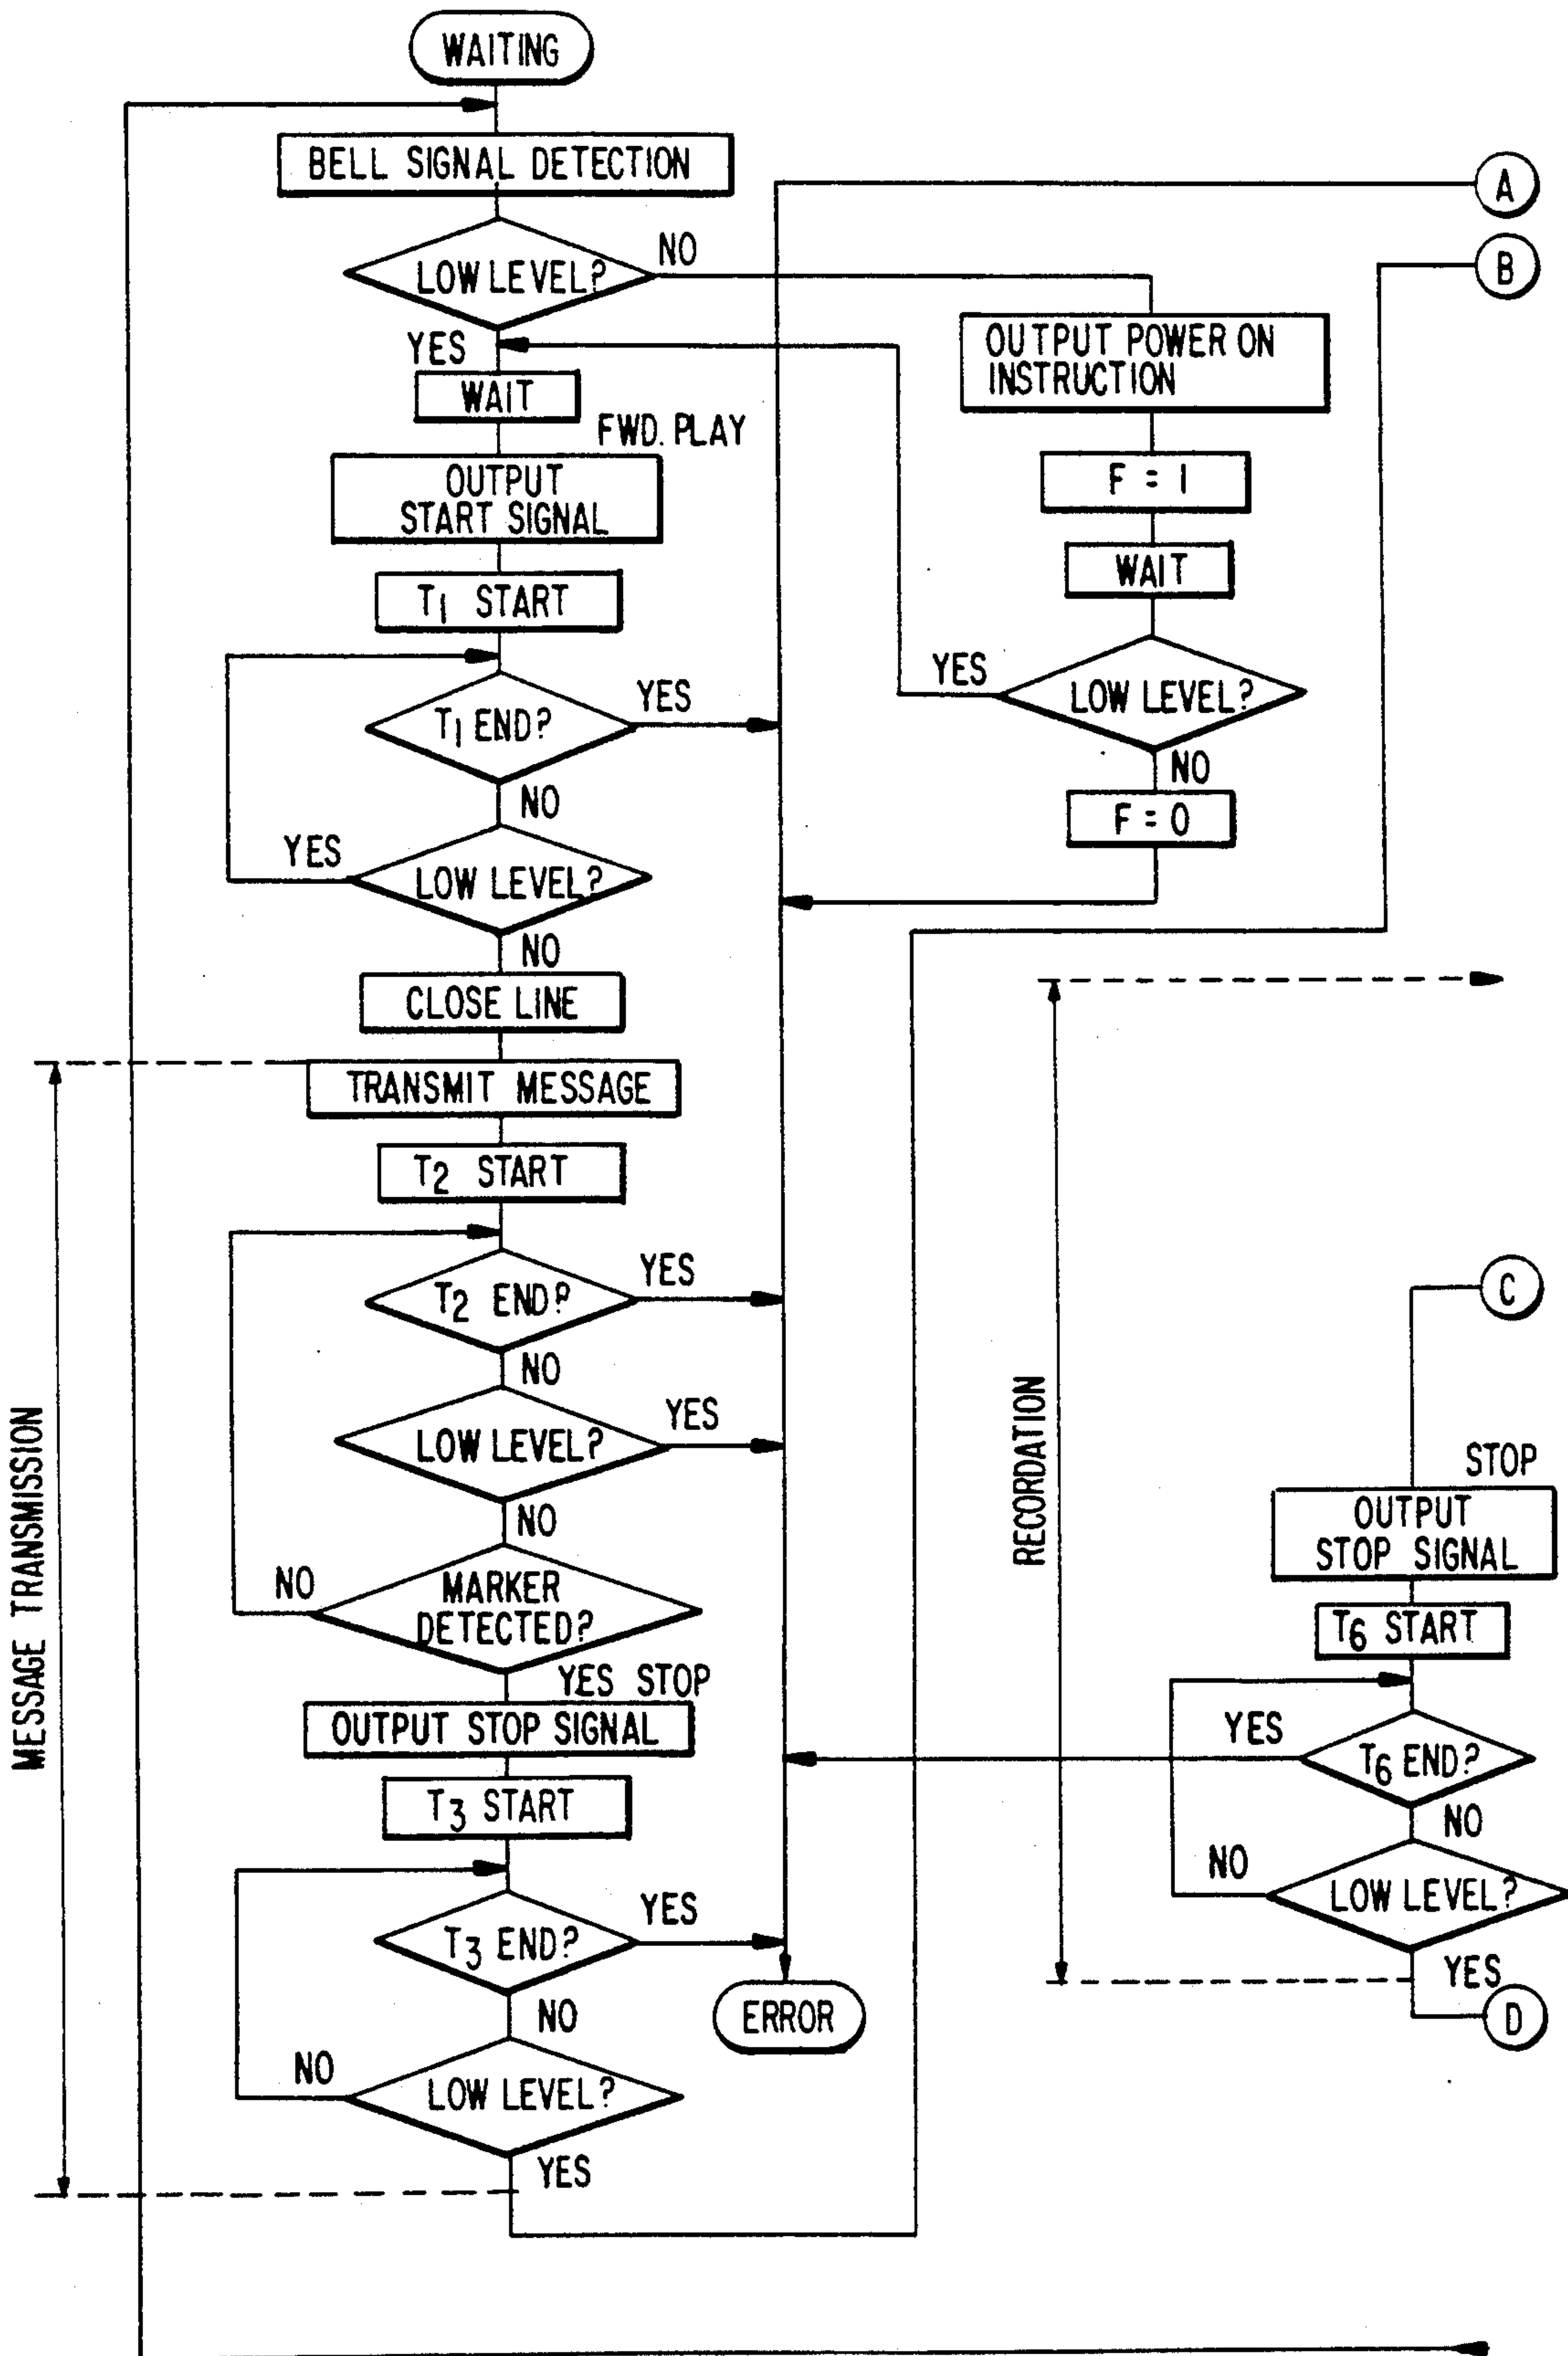 WAITING
BELL SIGNAL DETECTION
LOW LEVEL?
NO
YES
WAIT
FWD. PLAY
OUTPUT
START SIGNAL
T1 START
T1 END?
YES
NO
LOW LEVEL?
YES
NO
CLOSE LINE
TRANSMIT MESSAGE
T2 START
T2 END?
YES
NO
LOW LEVEL?
YES
NO
MARKER
DETECTED?
NO
YES STOP
OUTPUT STOP SIGNAL
T3 START
T3 END?
YES
NO
LOW LEVEL?
NO
YES
MESSAGE TRANSMISSION
ERROR
OUTPUT POWER ON
INSTRUCTION
F = 1
WAIT
LOW LEVEL?
YES
NO
F = 0
A
B
RECORDATION
C
STOP
OUTPUT
STOP SIGNAL
T6 START
T6 END?
YES
NO
LOW LEVEL?
NO
YES
D